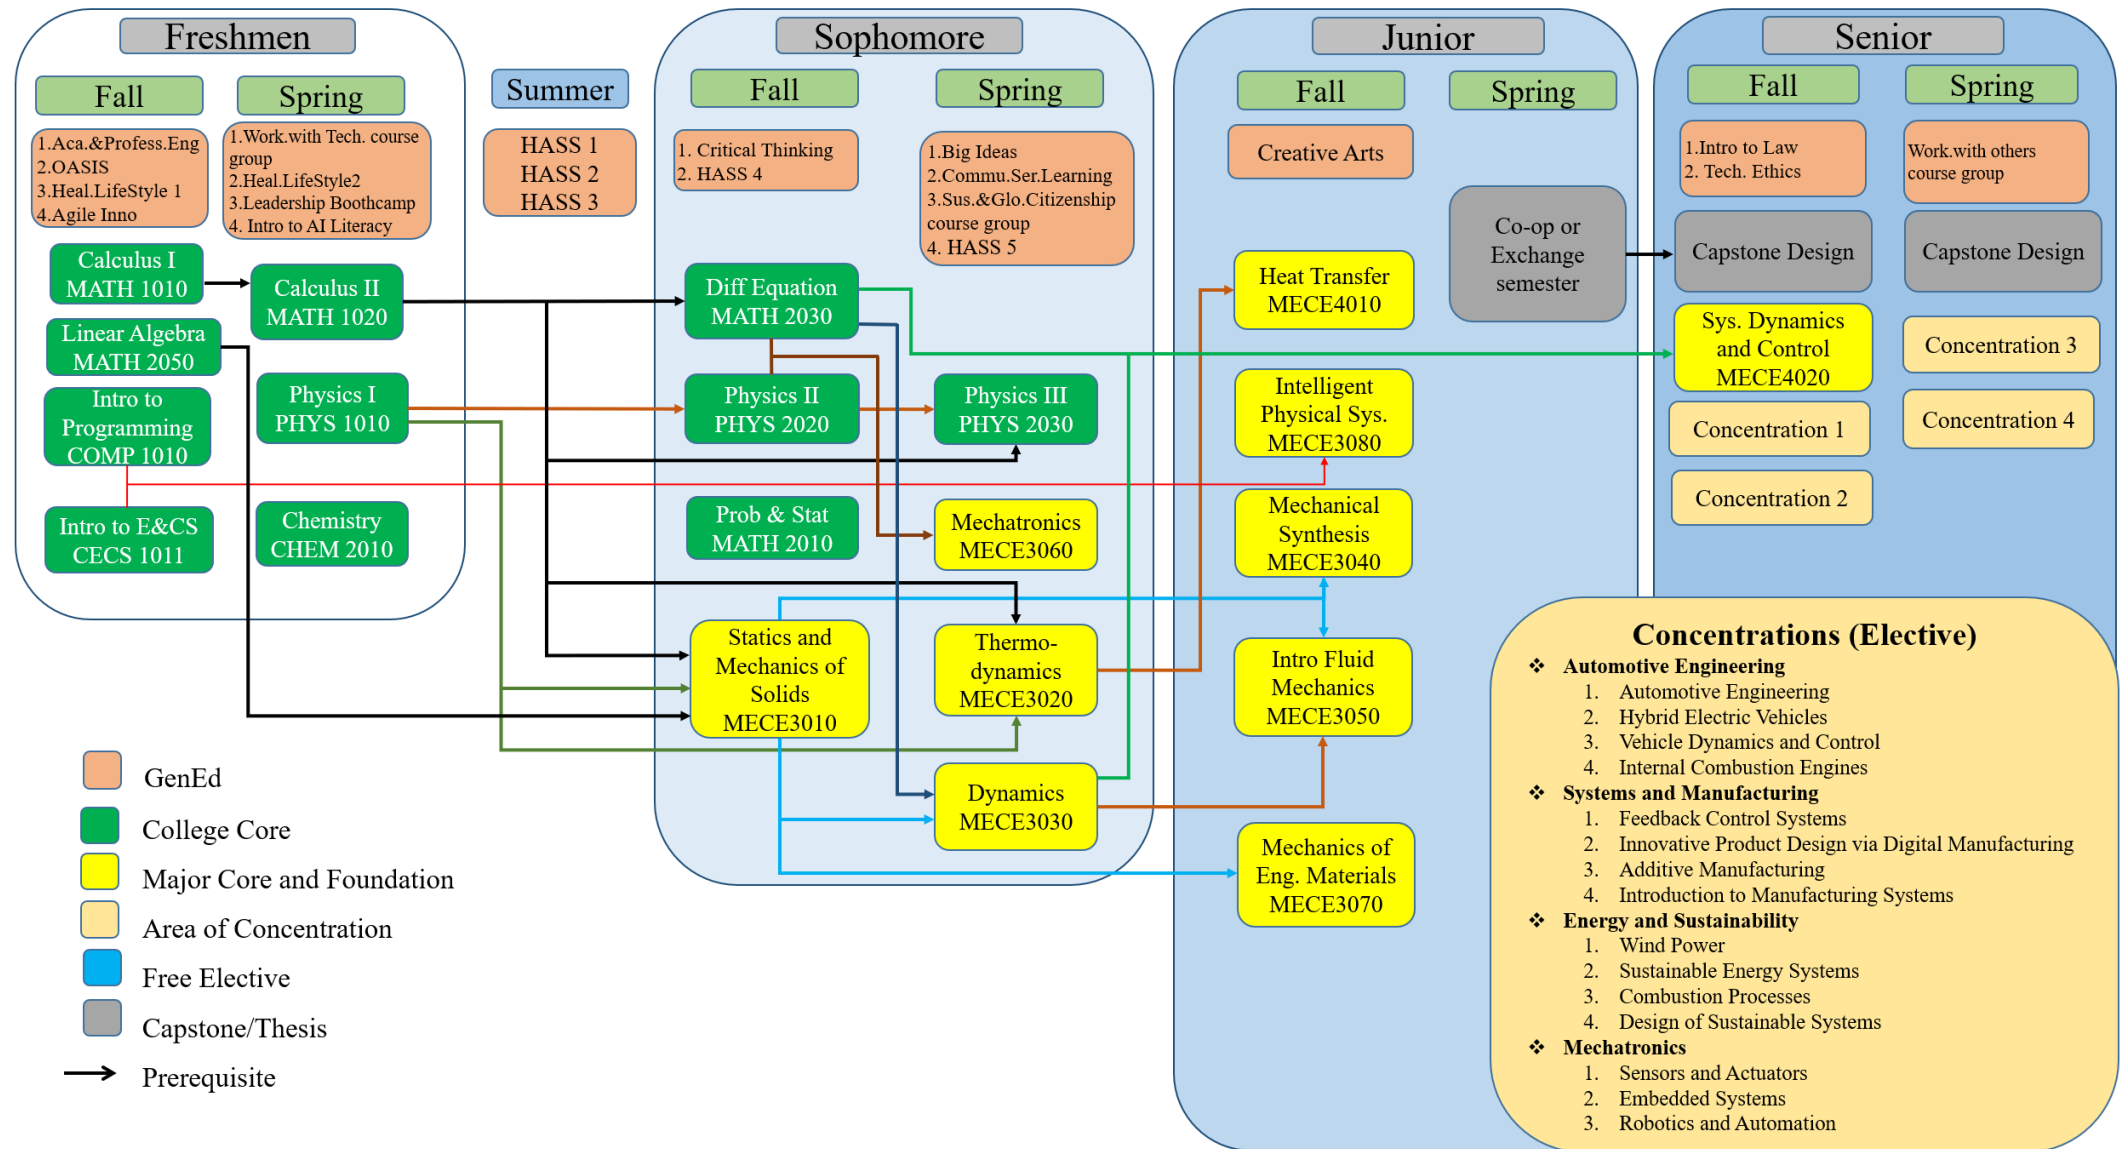 Freshmen
Fall
Spring
1.Aca.&Profess.Eng
2.OASIS
3.Heal.LifeStyle 1
4.Agile Inno
1.Work.with Tech. course
group
2.Heal.LifeStyle2
3.Leadership Boothcamp
4. Intro to AI Literacy
Calculus I
MATH 1010
Calculus II
MATH 1020
Linear Algebra
MATH 2050
Intro to
Programming
COMP 1010
Physics I
PHYS 1010
Intro to E&CS
CECS 1011
Chemistry
CHEM 2010
Summer
HASS 1
HASS 2
HASS 3
Sophomore
Fall
Spring
1. Critical Thinking
2. HASS 4
1.Big Ideas
2.Commu.Ser.Learning
3.Sus.&Glo.Citizenship
course group
4. HASS 5
Diff Equation
MATH 2030
Physics II
PHYS 2020
Physics III
PHYS 2030
Prob & Stat
MATH 2010
Mechatronics
MECE3060
Statics and
Mechanics of
Solids
MECE3010
Thermo-
dynamics
MECE3020
Dynamics
MECE3030
Junior
Fall
Spring
Creative Arts
Co-op or
Exchange
semester
Heat Transfer
MECE4010
Intelligent
Physical Sys.
MECE3080
Mechanical
Synthesis
MECE3040
Intro Fluid
Mechanics
MECE3050
Mechanics of
Eng. Materials
MECE3070
Senior
Fall
Spring
1.Intro to Law
2. Tech. Ethics
Work.with others
course group
Capstone Design
Capstone Design
Sys. Dynamics
and Control
MECE4020
Concentration 1
Concentration 2
Concentration 3
Concentration 4
Concentrations (Elective)
❖ Automotive Engineering
1. Automotive Engineering
2. Hybrid Electric Vehicles
3. Vehicle Dynamics and Control
4. Internal Combustion Engines
❖ Systems and Manufacturing
1. Feedback Control Systems
2. Innovative Product Design via Digital Manufacturing
3. Additive Manufacturing
4. Introduction to Manufacturing Systems
❖ Energy and Sustainability
1. Wind Power
2. Sustainable Energy Systems
3. Combustion Processes
4. Design of Sustainable Systems
❖ Mechatronics
1. Sensors and Actuators
2. Embedded Systems
3. Robotics and Automation
GenEd
College Core
Major Core and Foundation
Area of Concentration
Free Elective
Capstone/Thesis
Prerequisite